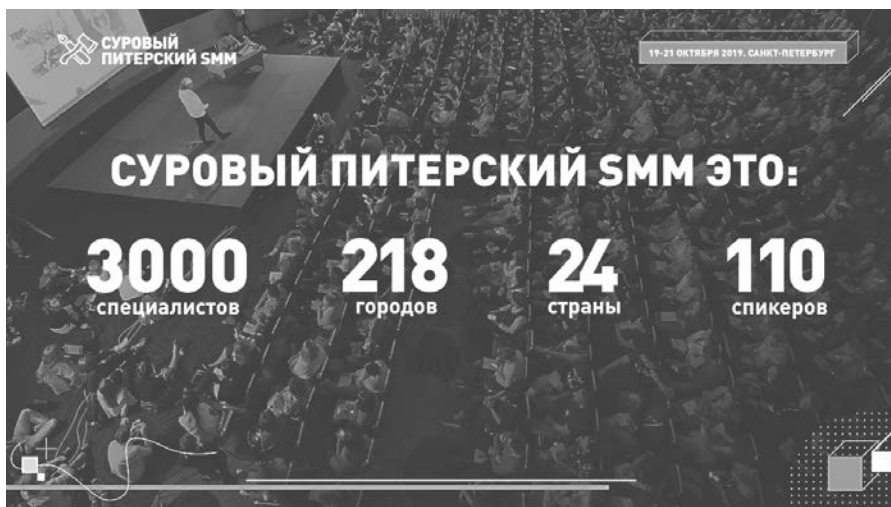 СУРОВЫЙ
ПИТЕРСКИЙ SMM
19-21 ОКТЯБРЯ 2019. САНКТ-ПЕТЕРБУРГ
СУРОВЫЙ ПИТЕРСКИЙ SMM ЭТО:
3000
специалистов
218
городов
24
страны
110
спикеров